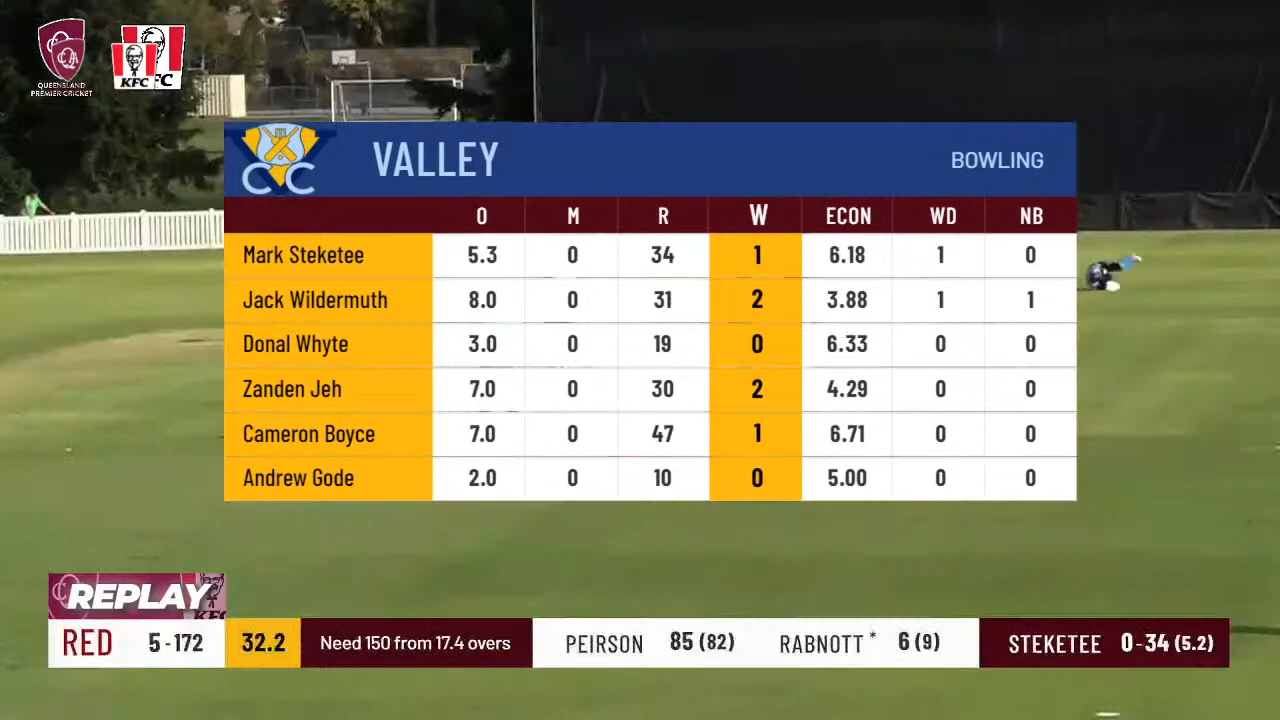 QUEENSLAND
PREMIER CRICKET
KFC
FC
CVC
VALLEY BOWLING
O M R W ECON WD NB
Mark Steketee 5.3 0 34 1 6.18 1 0
Jack Wildermuth 8.0 0 31 2 3.88 1 1
Donal Whyte 3.0 0 19 0 6.33 0 0
Zanden Jeh 7.0 0 30 2 4.29 0 0
Cameron Boyce 7.0 0 47 1 6.71 0 0
Andrew Gode 2.0 0 10 0 5.00 0 0
REPLAY
RED 5-172 32.2 Need 150 from 17.4 overs PEIRSON 85 (82) RABNOTT* 6 (9) STEKETEE 0-34 (5.2)